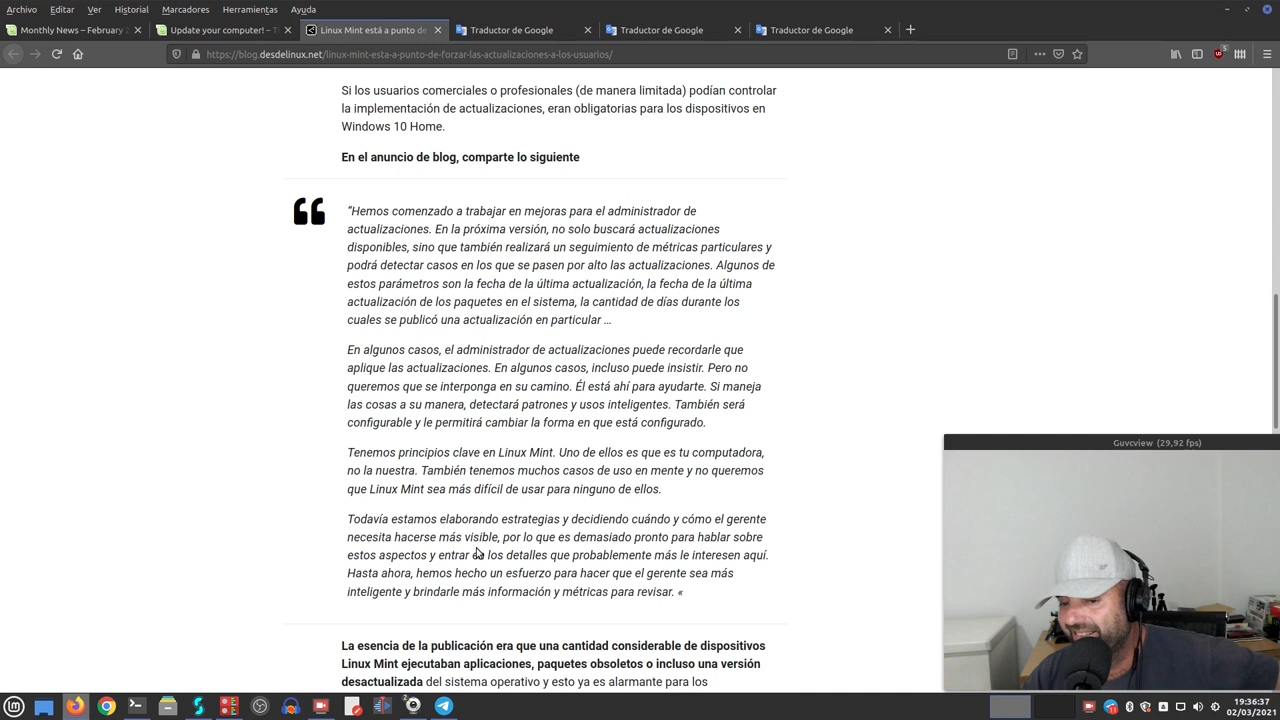 Archivo Editar Ver Historial Marcadores Herramientas Ayuda
Monthly News – February 2
Update your computer! – T
Linux Mint está a punto de
Traductor de Google
Traductor de Google
Traductor de Google
https://blog.desdelinux.net/linux-mint-esta-a-punto-de-forzar-las-actualizaciones-a-los-usuarios/
Si los usuarios comerciales o profesionales (de manera limitada) podían controlar
la implementación de actualizaciones, eran obligatorias para los dispositivos en
Windows 10 Home.
En el anuncio de blog, comparte lo siguiente
“Hemos comenzado a trabajar en mejoras para el administrador de
actualizaciones. En la próxima versión, no solo buscará actualizaciones
disponibles, sino que también realizará un seguimiento de métricas particulares y
podrá detectar casos en los que se pasen por alto las actualizaciones. Algunos de
estos parámetros son la fecha de la última actualización, la fecha de la última
actualización de los paquetes en el sistema, la cantidad de días durante los
cuales se publicó una actualización en particular …
En algunos casos, el administrador de actualizaciones puede recordarle que
aplique las actualizaciones. En algunos casos, incluso puede insistir. Pero no
queremos que se interponga en su camino. Él está ahí para ayudarte. Si maneja
las cosas a su manera, detectará patrones y usos inteligentes. También será
configurable y le permitirá cambiar la forma en que está configurado.
Tenemos principios clave en Linux Mint. Uno de ellos es que es tu computadora,
no la nuestra. También tenemos muchos casos de uso en mente y no queremos
que Linux Mint sea más difícil de usar para ninguno de ellos.
Todavía estamos elaborando estrategias y decidiendo cuándo y cómo el gerente
necesita hacerse más visible, por lo que es demasiado pronto para hablar sobre
estos aspectos y entrar en los detalles que probablemente más le interesen aquí.
Hasta ahora, hemos hecho un esfuerzo para hacer que el gerente sea más
inteligente y brindarle más información y métricas para revisar. «
La esencia de la publicación era que una cantidad considerable de dispositivos
Linux Mint ejecutaban aplicaciones, paquetes obsoletos o incluso una versión
desactualizada del sistema operativo y esto ya es alarmante para los
Guvcview (29,92 fps)
19:36:37
02/03/2021